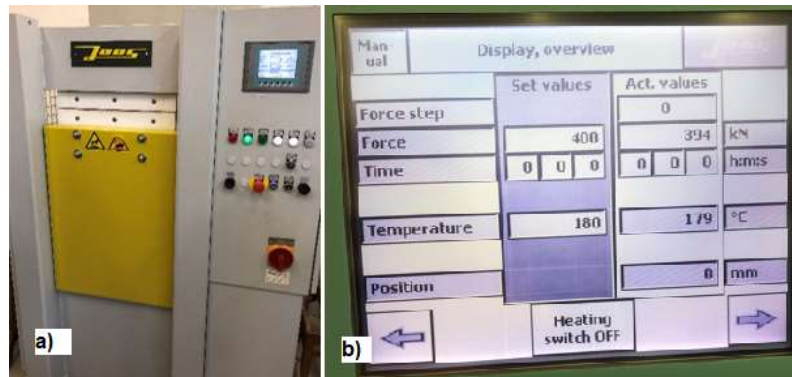 Joos
a)
Man-
ual
Display, overview
Set values
Act. values
Force step
0
Force
400
394
kN
Time
0 0 0
0 0 0
h:m:s
Temperature
180
179
°C
Position
0
mm
Heating
switch OFF
b)